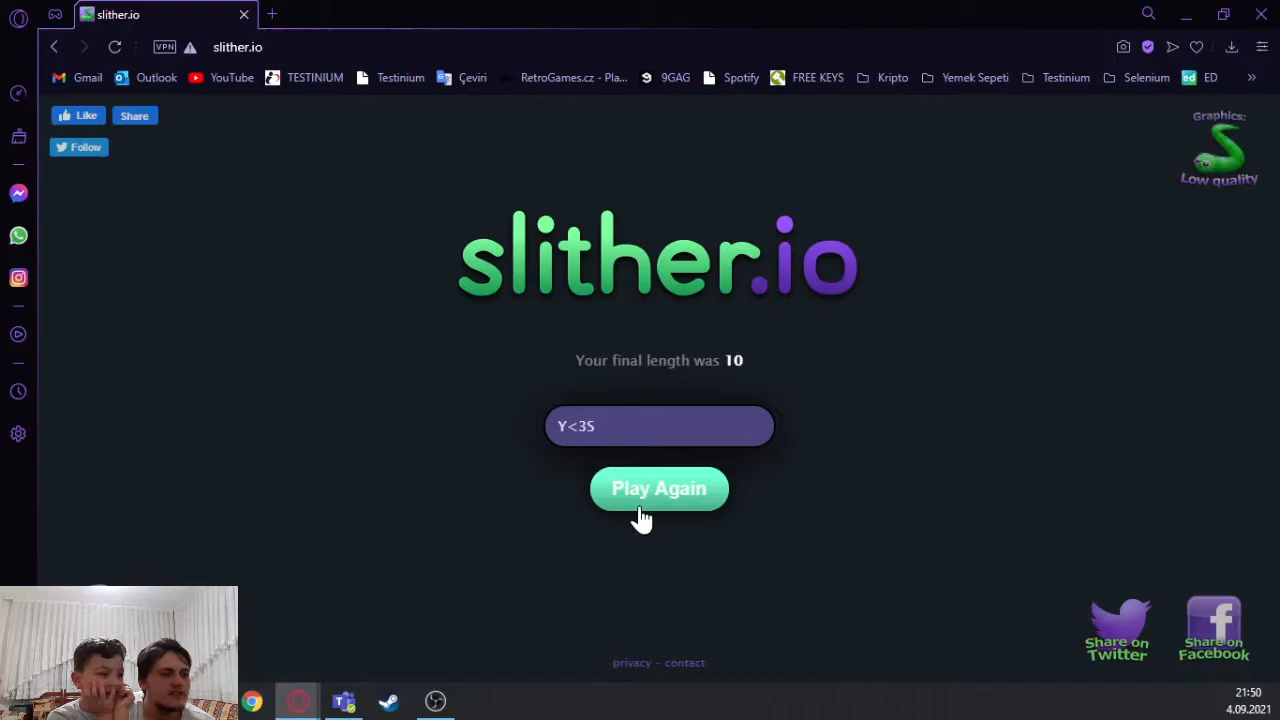 slither.io
VPN slither.io
Gmail Outlook YouTube TESTINIUM Testinium Çeviri RetroGames.cz - Pla... 9GAG Spotify FREE KEYS Kripto Yemek Sepeti Testinium Selenium ED
Like Share
Follow
Graphics:
Low quality
slither.io
Your final length was 10
Y<3S
Play Again
Share on Twitter
Share on Facebook
privacy - contact
21:50
4.09.2021